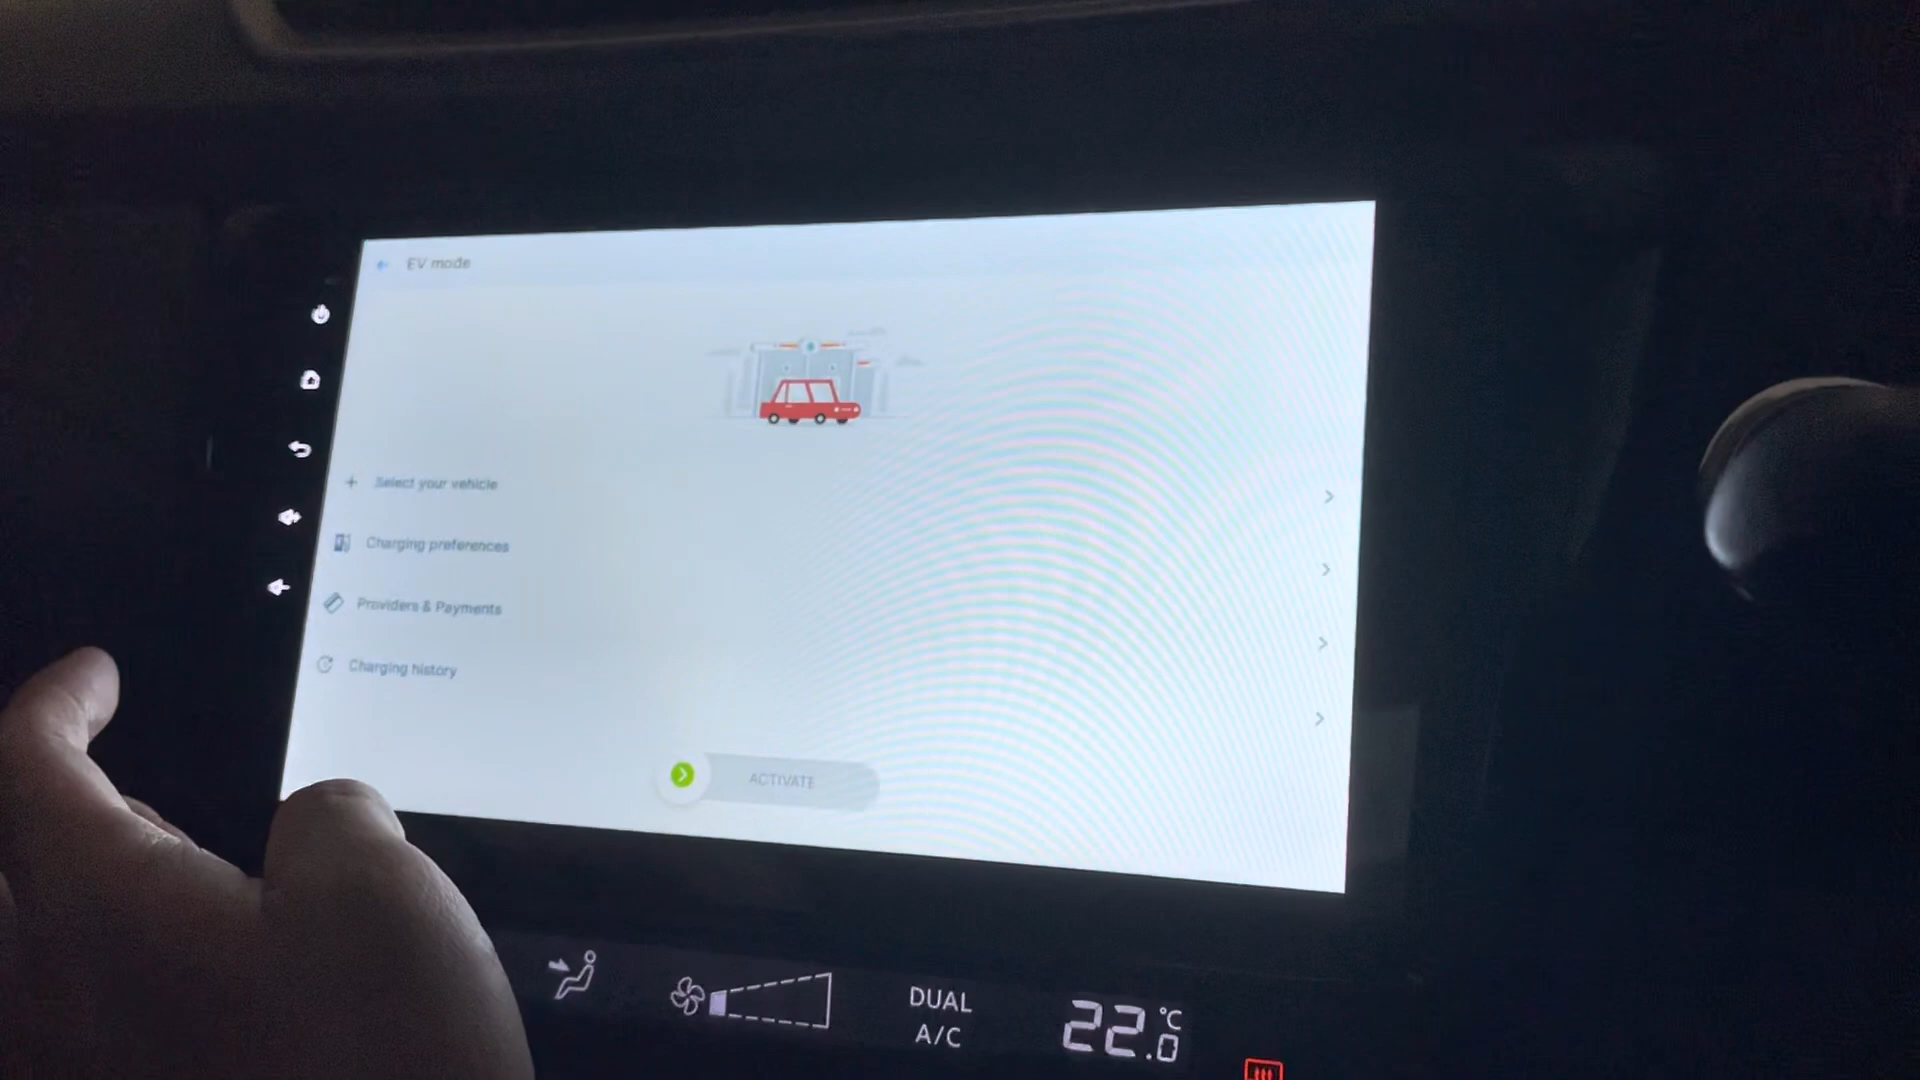 EV mode
Select your vehicle
Charging preferences
Providers & Payments
Charging history
ACTIVATE
DUAL
A/C
22.0 °C